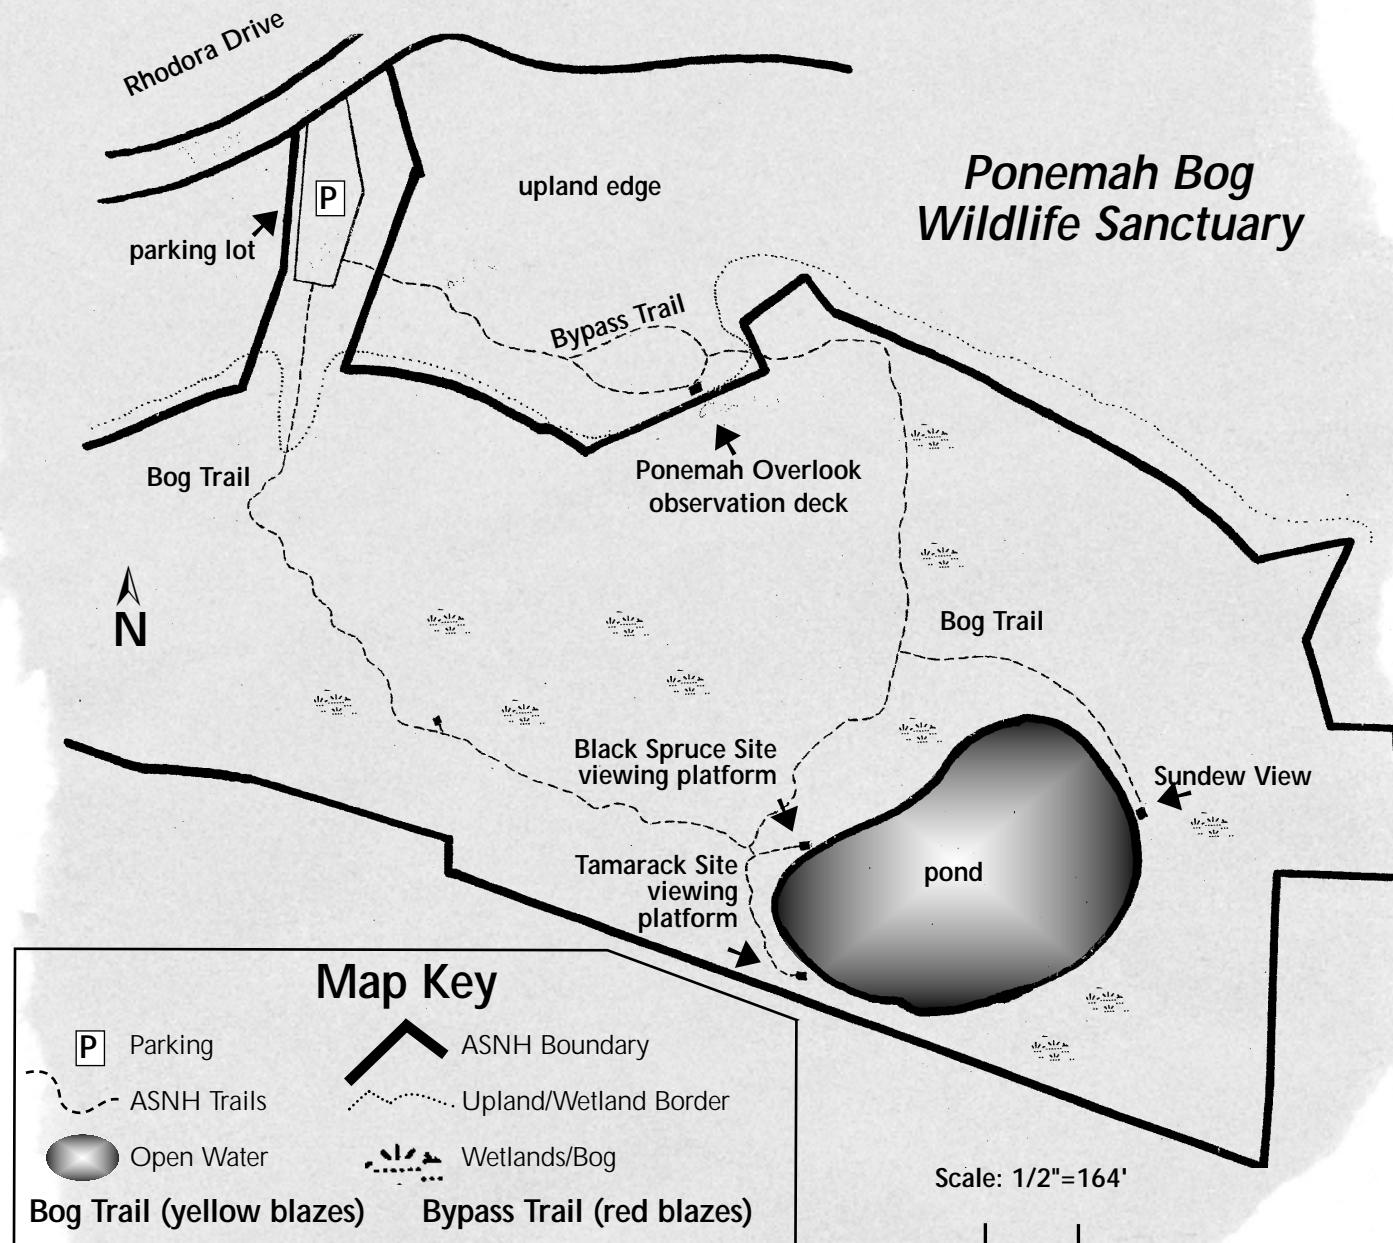 Rhodora Drive
Ponemah Bog
Wildlife Sanctuary
upland edge
P
parking lot
Bypass Trail
Ponemah Overlook
observation deck
Bog Trail
N
Bog Trail
Black Spruce Site
viewing platform
Sundew View
Tamarack Site
viewing
platform
pond
Map Key
P Parking
ASNH Boundary
ASNH Trails
Upland/Wetland Border
Open Water
Wetlands/Bog
Bog Trail (yellow blazes)
Bypass Trail (red blazes)
Scale: 1/2"=164'